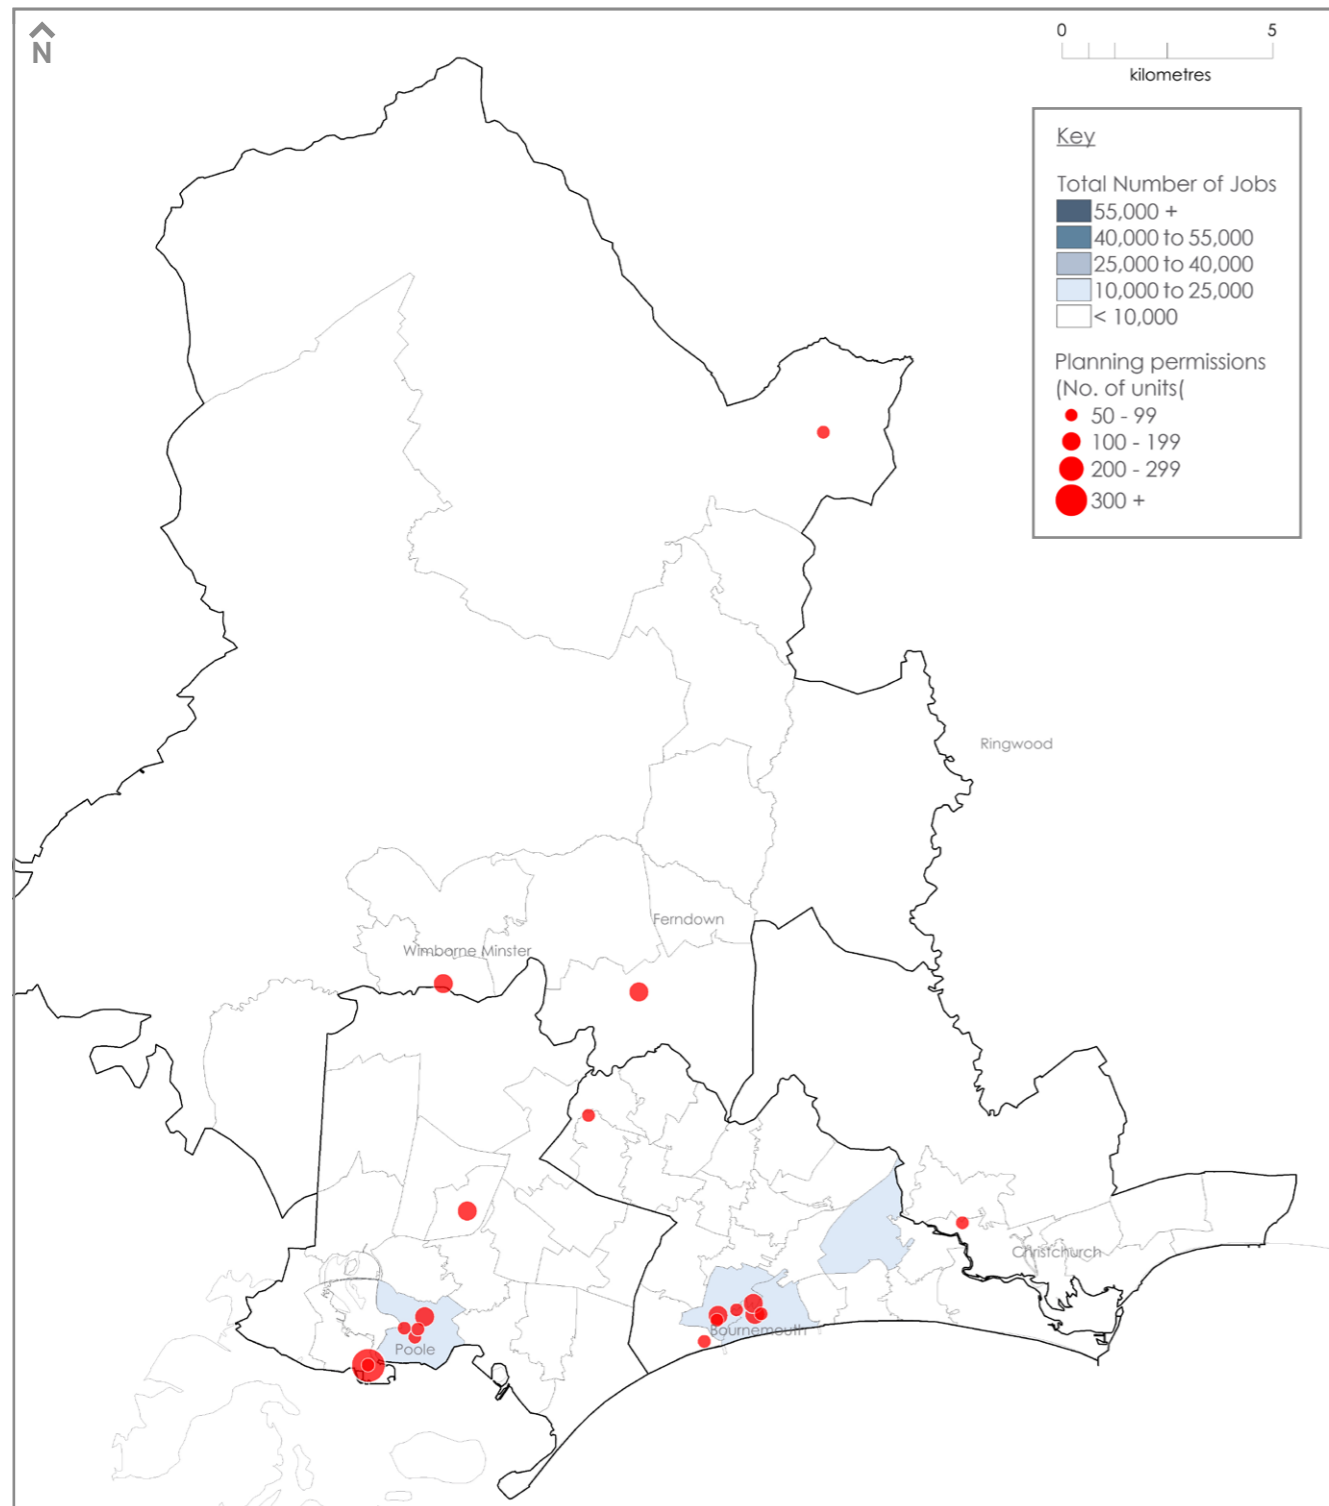 N
0 5
kilometres
Key
Total Number of Jobs
55,000 +
40,000 to 55,000
25,000 to 40,000
10,000 to 25,000
< 10,000
Planning permissions
(No. of units(
50 - 99
100 - 199
200 - 299
300 +
Ringwood
Ferndown
Wimborne Minster
Christchurch
Bournemouth
Poole